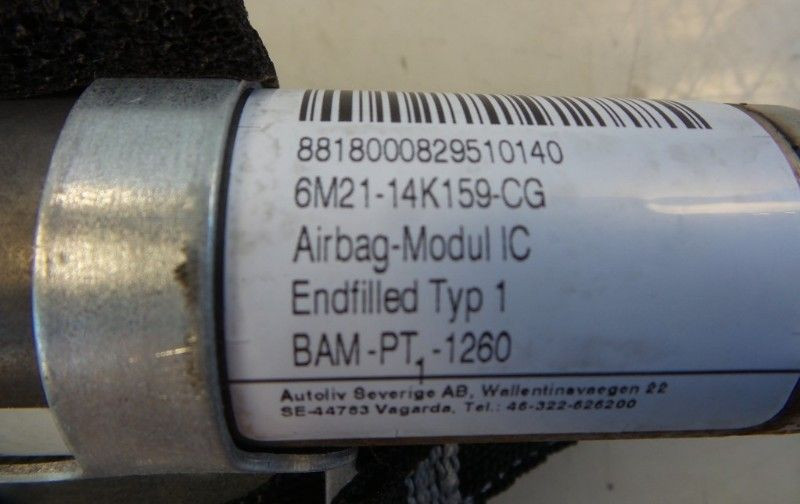 8818000829510140
6M21-14K159-CG
Airbag-Modul IC
Endfilled Typ 1
BAM-PT1-1260
Autoliv Severige AB, Wallentinsvaegen 22
SE-44783 Vagarda, Tel.: 46-322-626200